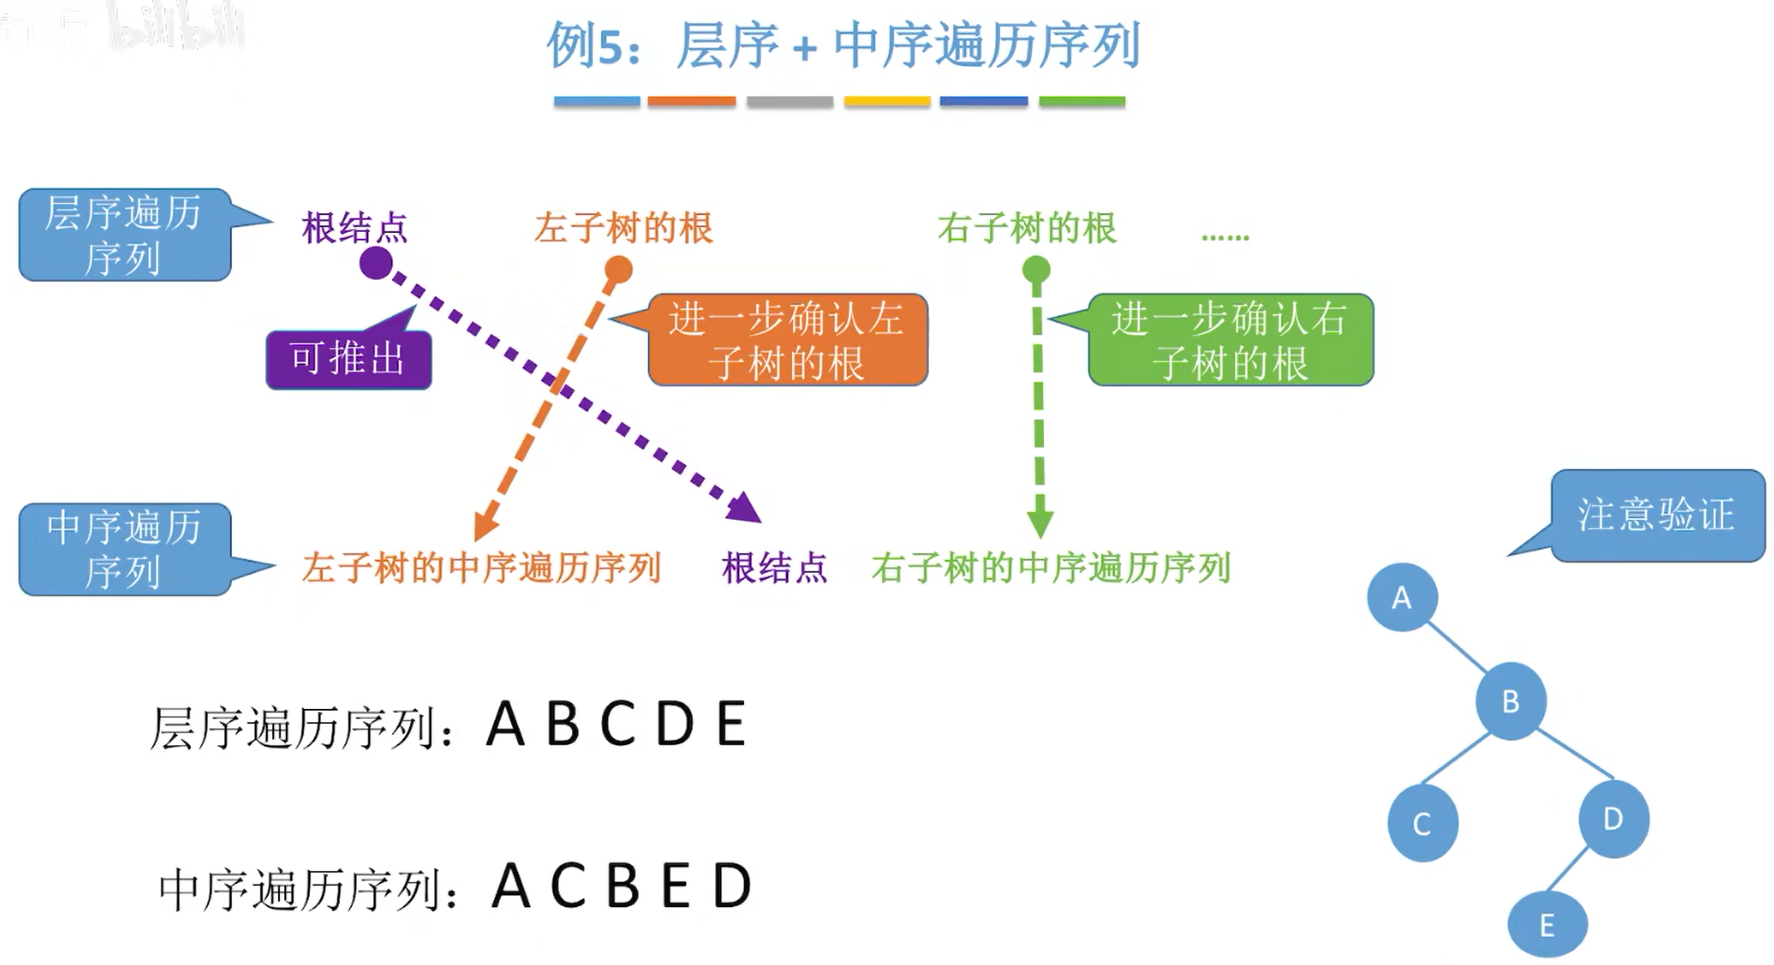 bilibili
例5：层序 + 中序遍历序列
层序遍历
序列
根结点
左子树的根
右子树的根
……
可推出
进一步确认左
子树的根
进一步确认右
子树的根
中序遍历
序列
左子树的中序遍历序列
根结点
右子树的中序遍历序列
注意验证
A
B
C
D
E
层序遍历序列：A B C D E
中序遍历序列：A C B E D